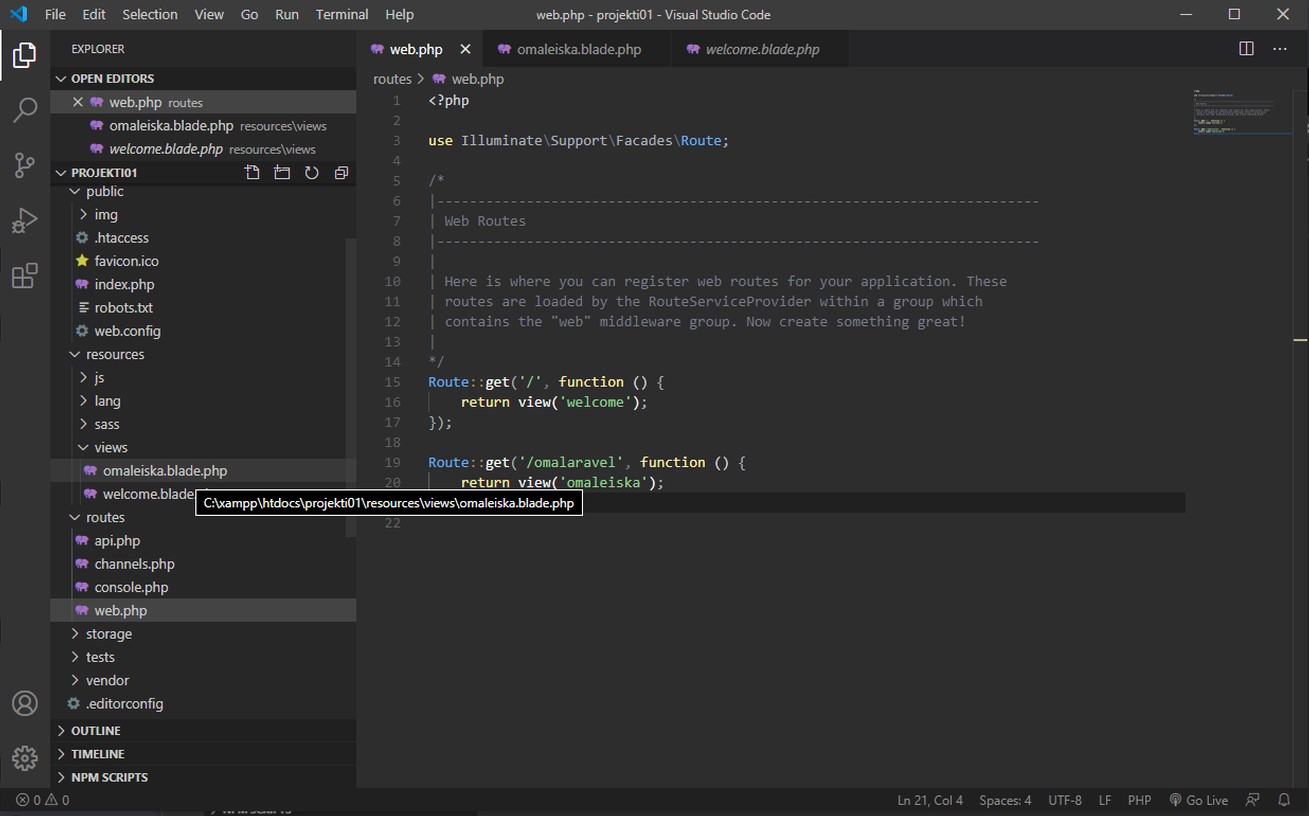 File Edit Selection View Go Run Terminal Help
web.php - projekti01 - Visual Studio Code
EXPLORER
OPEN EDITORS
web.php routes
omaleiska.blade.php resources\views
welcome.blade.php resources\views
PROJEKTI01
public
img
.htaccess
favicon.ico
index.php
robots.txt
web.config
resources
js
lang
sass
views
omaleiska.blade.php
welcome.blade
C:\xampp\htdocs\projekti01\resources\views\omaleiska.blade.php
routes
api.php
channels.php
console.php
web.php
storage
tests
vendor
.editorconfig
OUTLINE
TIMELINE
NPM SCRIPTS
web.php omaleiska.blade.php welcome.blade.php
routes > web.php
1 <?php
2
3 use Illuminate\Support\Facades\Route;
4
5 /*
6 |--------------------------------------------------------------------------
7 | Web Routes
8 |--------------------------------------------------------------------------
9 |
10 | Here is where you can register web routes for your application. These
11 | routes are loaded by the RouteServiceProvider within a group which
12 | contains the "web" middleware group. Now create something great!
13 |
14 */
15 Route::get('/', function () {
16 return view('welcome');
17 });
18
19 Route::get('/omalaravel', function () {
20 return view('omaleiska');
22
0 0
Ln 21, Col 4 Spaces: 4 UTF-8 LF PHP Go Live